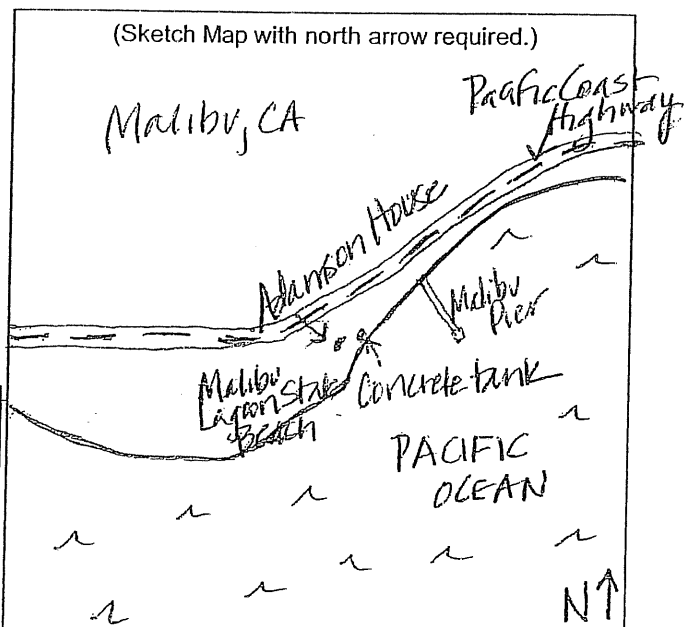 (Sketch Map with north arrow required.)
Malibu, CA
Pacific Coast
Highway
Adamson House
Malibu
Pier
Malibu
Lagoon State
Beach
Concrete tank
PACIFIC
OCEAN
N